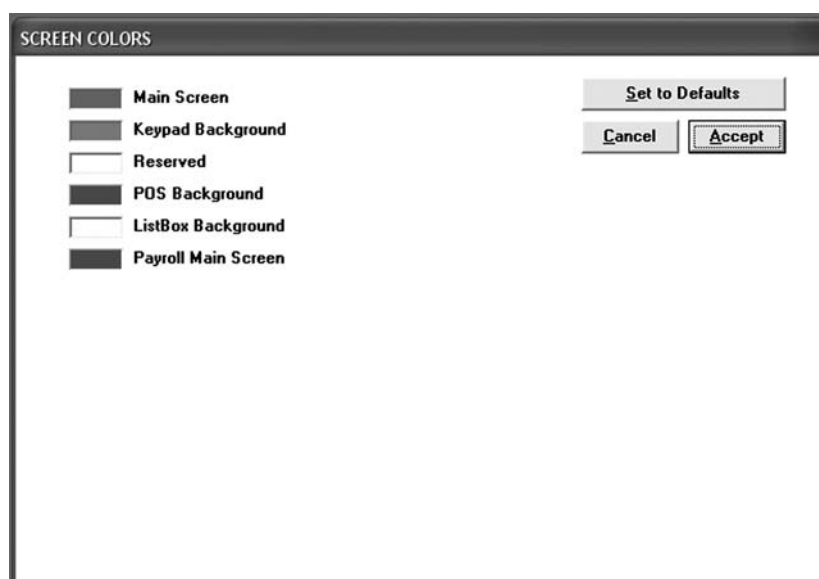 SCREEN COLORS
Main Screen
Keypad Background
Reserved
POS Background
ListBox Background
Payroll Main Screen
Set to Defaults
Cancel Accept